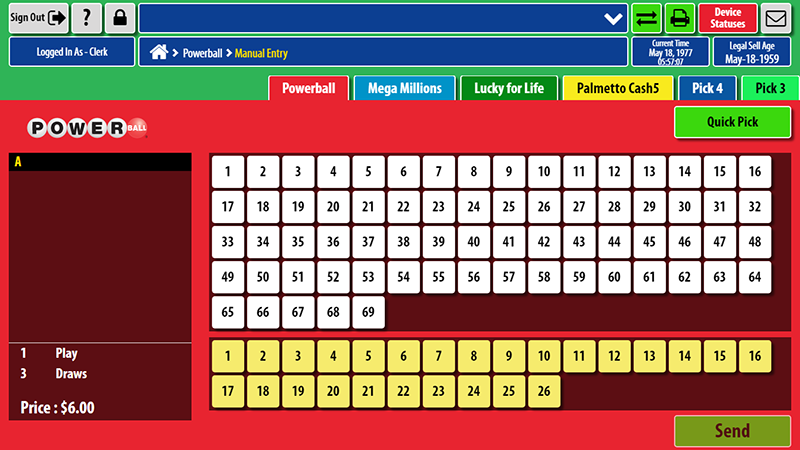 Sign Out ? Device Statuses
Logged In As - Clerk Powerball Manual Entry Current Time May 18, 1977 05:57:07 Legal Sell Age May-18-1959
Powerball Mega Millions Lucky for Life Palmetto Cash5 Pick 4 Pick 3
POWERBALL Quick Pick
A
1 2 3 4 5 6 7 8 9 10 11 12 13 14 15 16
17 18 19 20 21 22 23 24 25 26 27 28 29 30 31 32
33 34 35 36 37 38 39 40 41 42 43 44 45 46 47 48
49 50 51 52 53 54 55 56 57 58 59 60 61 62 63 64
65 66 67 68 69
1 2 3 4 5 6 7 8 9 10 11 12 13 14 15 16
17 18 19 20 21 22 23 24 25 26
1 Play
3 Draws
Price : $6.00
Send